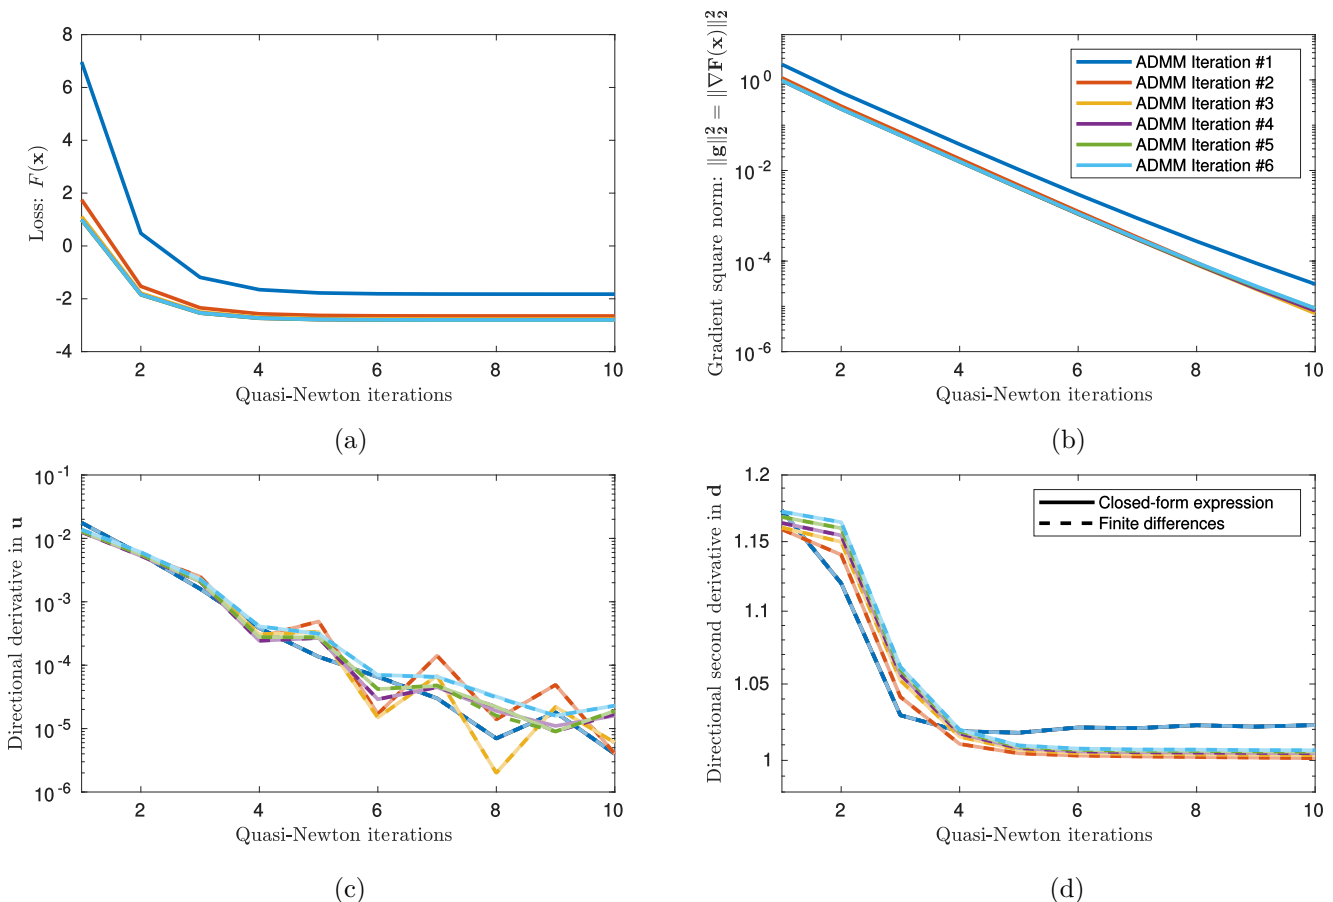 8
6
4
2
0
-2
-4
2
4
6
8
10
Loss: F(x)
Quasi-Newton iterations
(a)
10^0
10^-2
10^-4
10^-6
2
4
6
8
10
Gradient square norm: ||g||_2^2 = ||∇F(x)||_2^2
Quasi-Newton iterations
ADMM Iteration #1
ADMM Iteration #2
ADMM Iteration #3
ADMM Iteration #4
ADMM Iteration #5
ADMM Iteration #6
(b)
10^-1
10^-2
10^-3
10^-4
10^-5
10^-6
2
4
6
8
10
Directional derivative in u
Quasi-Newton iterations
(c)
1.2
1.15
1.1
1.05
1
2
4
6
8
10
Directional second derivative in d
Quasi-Newton iterations
Closed-form expression
Finite differences
(d)